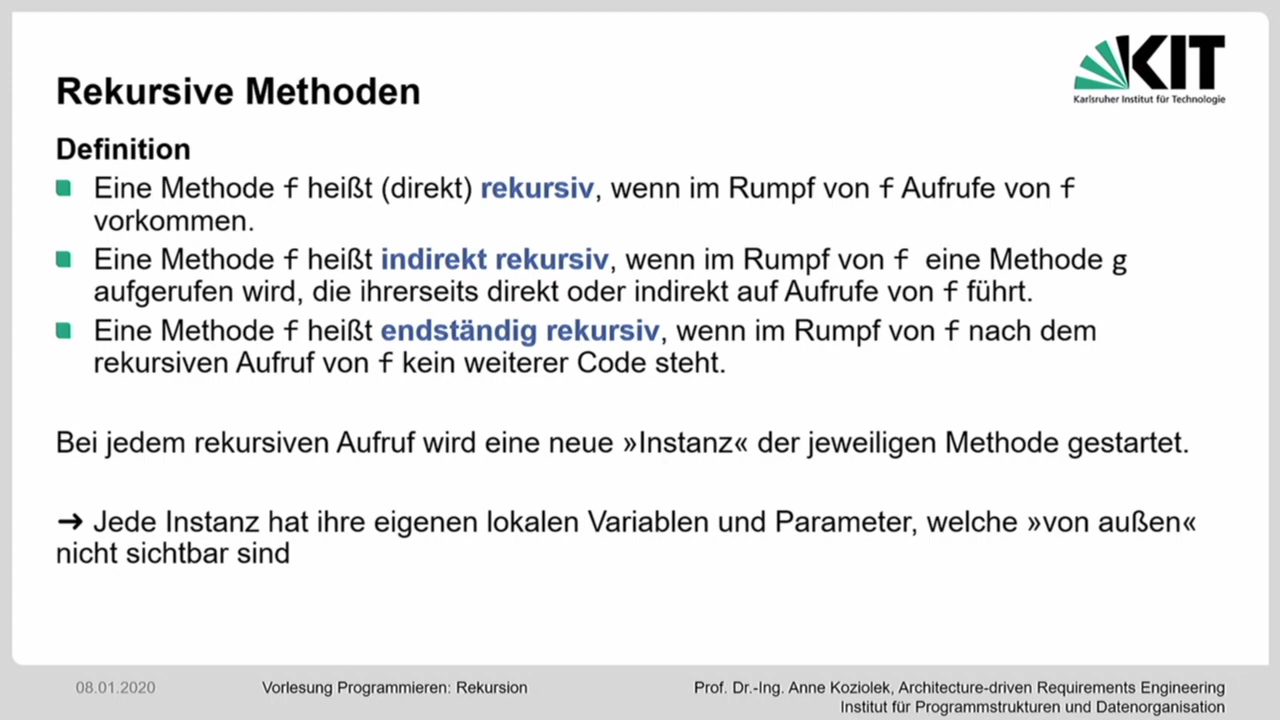 KIT
Karlsruher Institut für Technologie
Rekursive Methoden
Definition
Eine Methode f heißt (direkt) rekursiv, wenn im Rumpf von f Aufrufe von f
vorkommen.
Eine Methode f heißt indirekt rekursiv, wenn im Rumpf von f eine Methode g
aufgerufen wird, die ihrerseits direkt oder indirekt auf Aufrufe von f führt.
Eine Methode f heißt endständig rekursiv, wenn im Rumpf von f nach dem
rekursiven Aufruf von f kein weiterer Code steht.
Bei jedem rekursiven Aufruf wird eine neue »Instanz« der jeweiligen Methode gestartet.
➜ Jede Instanz hat ihre eigenen lokalen Variablen und Parameter, welche »von außen«
nicht sichtbar sind
08.01.2020
Vorlesung Programmieren: Rekursion
Prof. Dr.-Ing. Anne Koziolek, Architecture-driven Requirements Engineering
Institut für Programmstrukturen und Datenorganisation